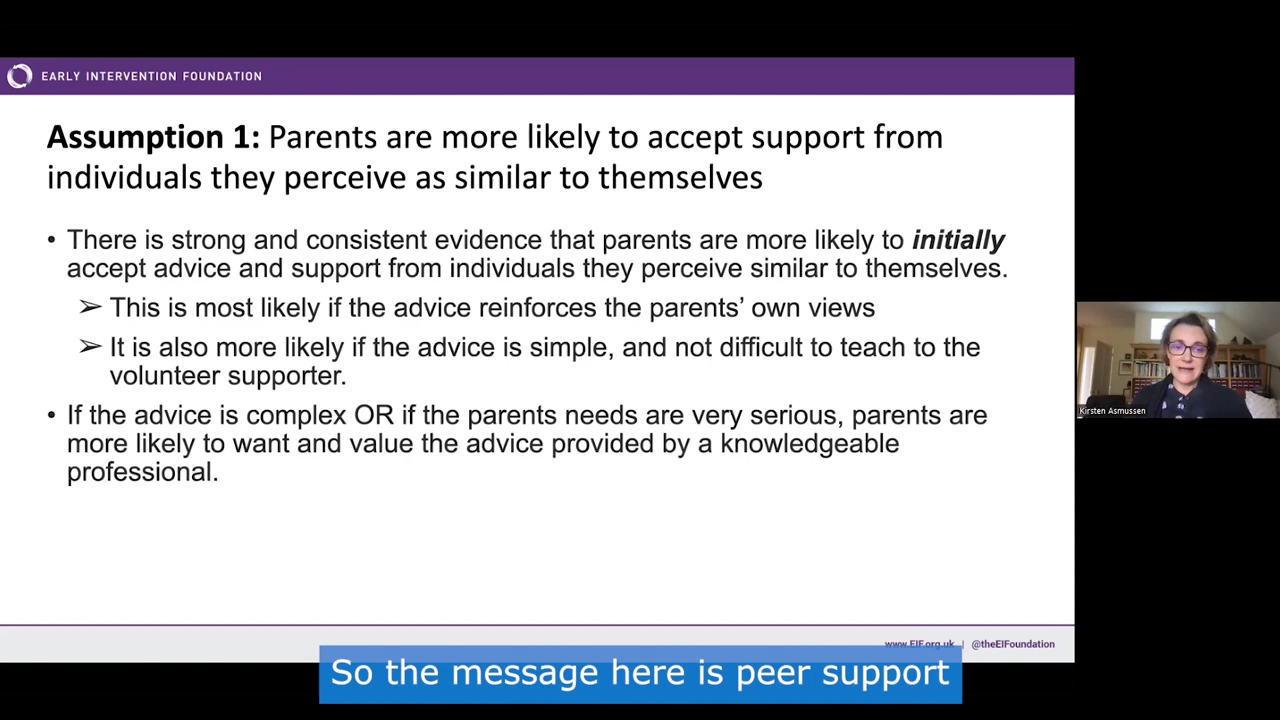 EARLY INTERVENTION FOUNDATION
Assumption 1: Parents are more likely to accept support from
individuals they perceive as similar to themselves
• There is strong and consistent evidence that parents are more likely to initially
accept advice and support from individuals they perceive similar to themselves.
➢ This is most likely if the advice reinforces the parents’ own views
➢ It is also more likely if the advice is simple, and not difficult to teach to the
volunteer supporter.
• If the advice is complex OR if the parents needs are very serious, parents are
more likely to want and value the advice provided by a knowledgeable
professional.
Kirsten Asmussen
www.EIF.org.uk | @theEIFoundation
So the message here is peer support